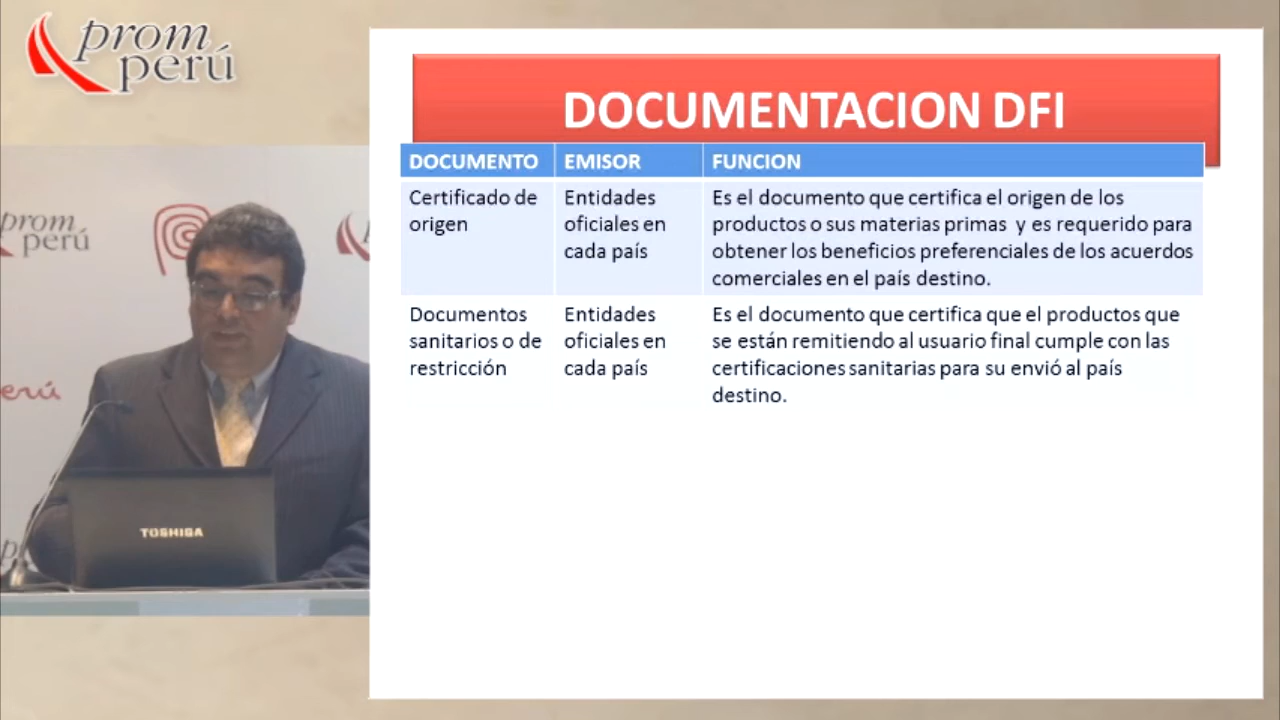 prom
perú
DOCUMENTACION DFI
DOCUMENTO EMISOR FUNCION
Certificado de
origen
Entidades
oficiales en
cada país
Es el documento que certifica el origen de los
productos o sus materias primas y es requerido para
obtener los beneficios preferenciales de los acuerdos
comerciales en el país destino.
Documentos
sanitarios o de
restricción
Entidades
oficiales en
cada país
Es el documento que certifica que el productos que
se están remitiendo al usuario final cumple con las
certificaciones sanitarias para su envió al país
destino.
prom
perú
perú
TOSHIBA